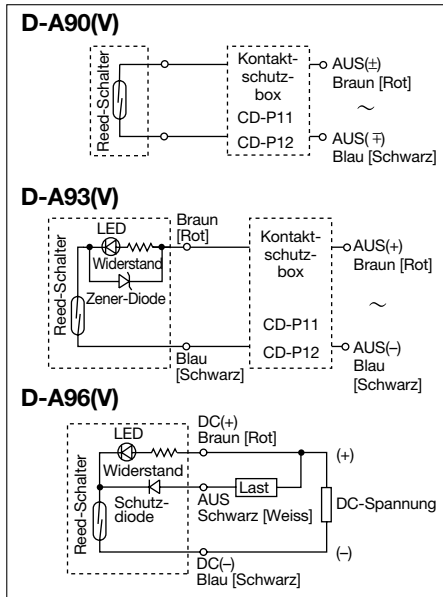 D-A90(V)
Reed-Schalter
Kontakt-
schutz-
box
CD-P11
CD-P12
AUS(±)
Braun [Rot]
~
AUS(∓)
Blau [Schwarz]
D-A93(V)
Reed-Schalter
LED
Widerstand
Zener-Diode
Braun
[Rot]
Blau
[Schwarz]
Kontakt-
schutz-
box
CD-P11
CD-P12
AUS(+)
Braun [Rot]
~
AUS(–)
Blau
[Schwarz]
D-A96(V)
Reed-Schalter
LED
Widerstand
Schutz-
diode
DC(+)
Braun [Rot]
Last
AUS
Schwarz [Weiss]
DC(–)
Blau [Schwarz]
(+)
DC-Spannung
(–)